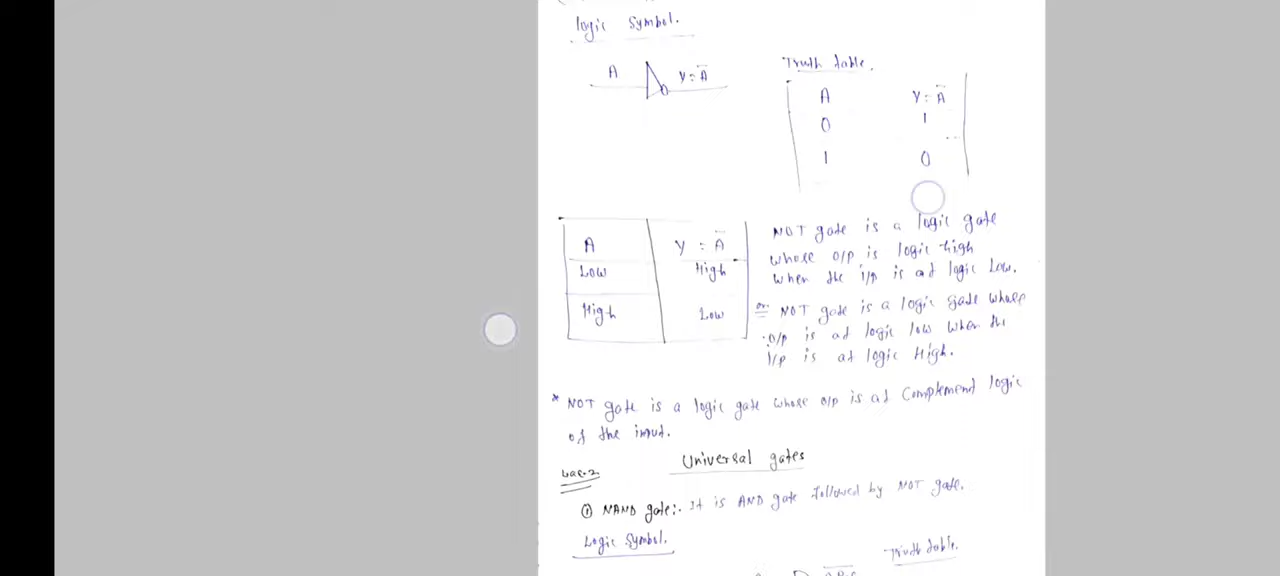 Logic Symbol.
A Y = A̅
Truth table.
A Y = A̅
0 1
1 0
A Y = A̅
Low High
High Low
NOT gate is a logic gate
whose o/p is logic high
when the i/p is at logic Low.
or NOT gate is a logic gate whose
o/p is at logic low when the
i/p is at logic High.
* NOT gate is a logic gate whose o/p is at Complement logic
of the input.
Universal gates
Lec-2
① NAND gate:- It is AND gate followed by NOT gate.
Logic Symbol.
Truth table.